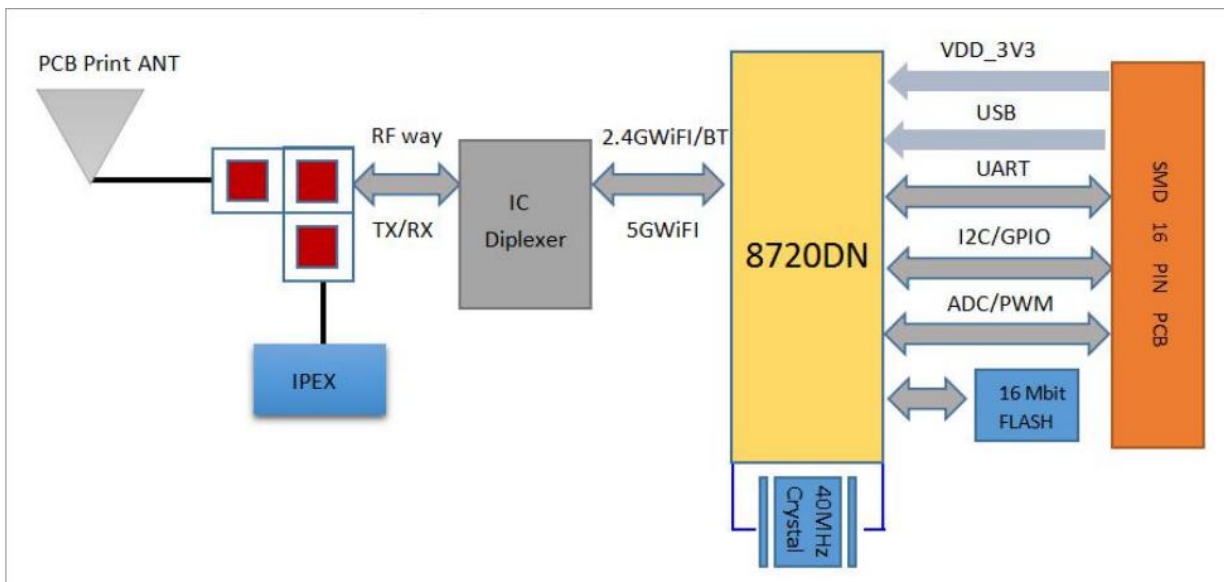 PCB Print ANT
RF way
TX/RX
IPEX
IC
Diplexer
2.4GWiFI/BT
5GWiFI
8720DN
40MHz
Crystal
VDD_3V3
USB
UART
I2C/GPIO
ADC/PWM
16 Mbit
FLASH
SMD 16 PIN PCB